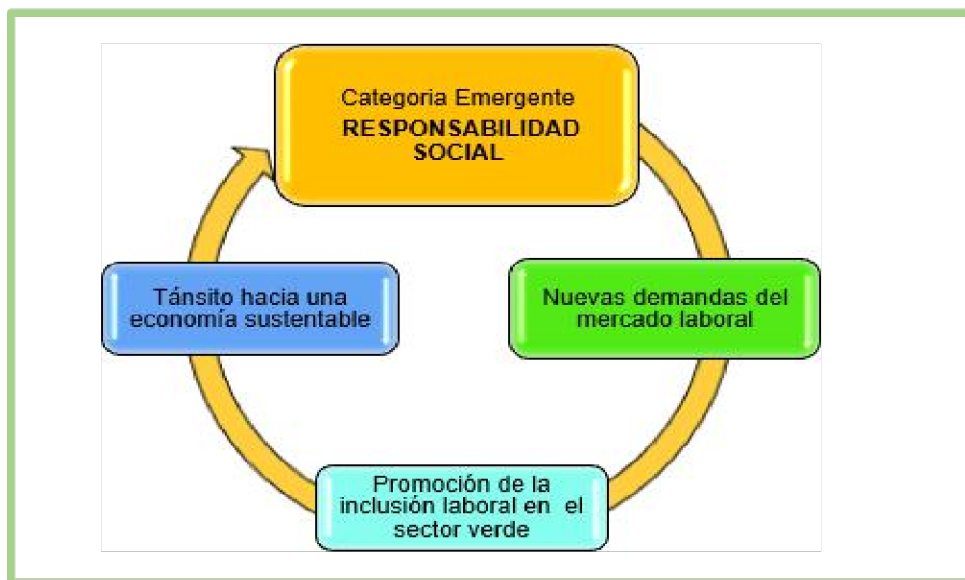 Categoria Emergente
RESPONSABILIDAD
SOCIAL
Tánsito hacia una
economía sustentable
Nuevas demandas del
mercado laboral
Promoción de la
inclusión laboral en el
sector verde